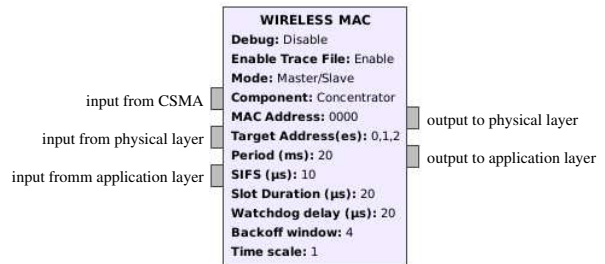 WIRELESS MAC
Debug: Disable
Enable Trace File: Enable
Mode: Master/Slave
Component: Concentrator
MAC Address: 0000
Target Address(es): 0,1,2
Period (ms): 20
SIFS (µs): 10
Slot Duration (µs): 20
Watchdog delay (µs): 20
Backoff window: 4
Time scale: 1
input from CSMA
input from physical layer
input fromm application layer
output to physical layer
output to application layer